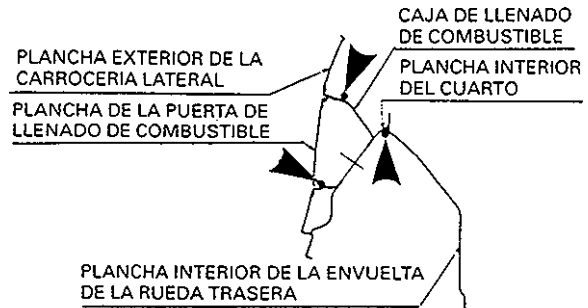 CAJA DE LLENADO
DE COMBUSTIBLE
PLANCHA EXTERIOR DE LA
CARROCERIA LATERAL
PLANCHA INTERIOR
DEL CUARTO
PLANCHA DE LA PUERTA DE
LLENADO DE COMBUSTIBLE
PLANCHA INTERIOR DE LA ENVUELTA
DE LA RUEDA TRASERA